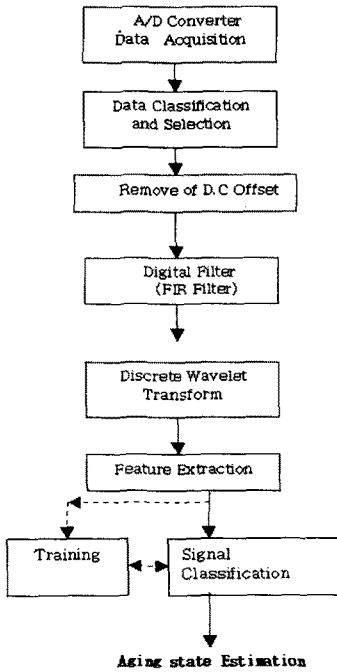 A/D Converter
Data Acquisition
Data Classification
and Selection
Remove of D.C Offset
Digital Filter
(FIR Filter)
Discrete Wavelet
Transform
Feature Extraction
Training
Signal
Classification
Aging state Estimation